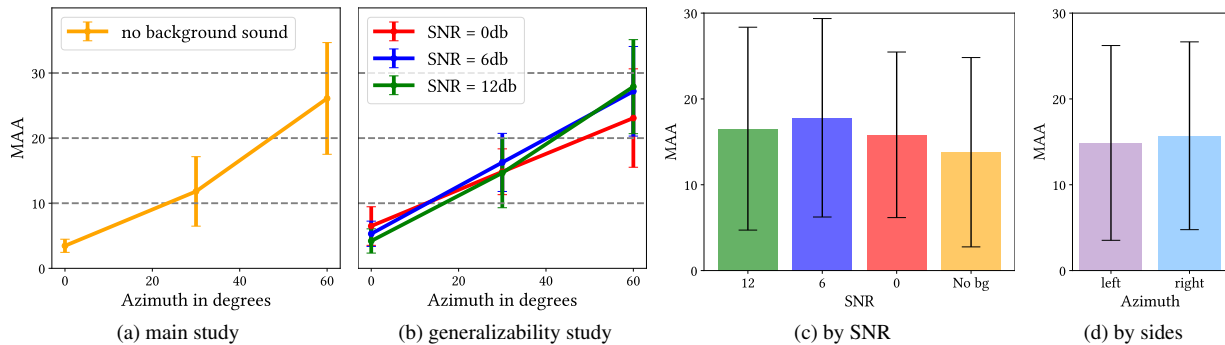 MAA
30
20
10
0
no background sound
0
20
40
60
Azimuth in degrees
(a) main study
SNR = 0db
SNR = 6db
SNR = 12db
0
20
40
60
Azimuth in degrees
(b) generalizability study
MAA
30
20
10
0
12
6
0
No bg
SNR
(c) by SNR
MAA
30
20
10
0
left
right
Azimuth
(d) by sides